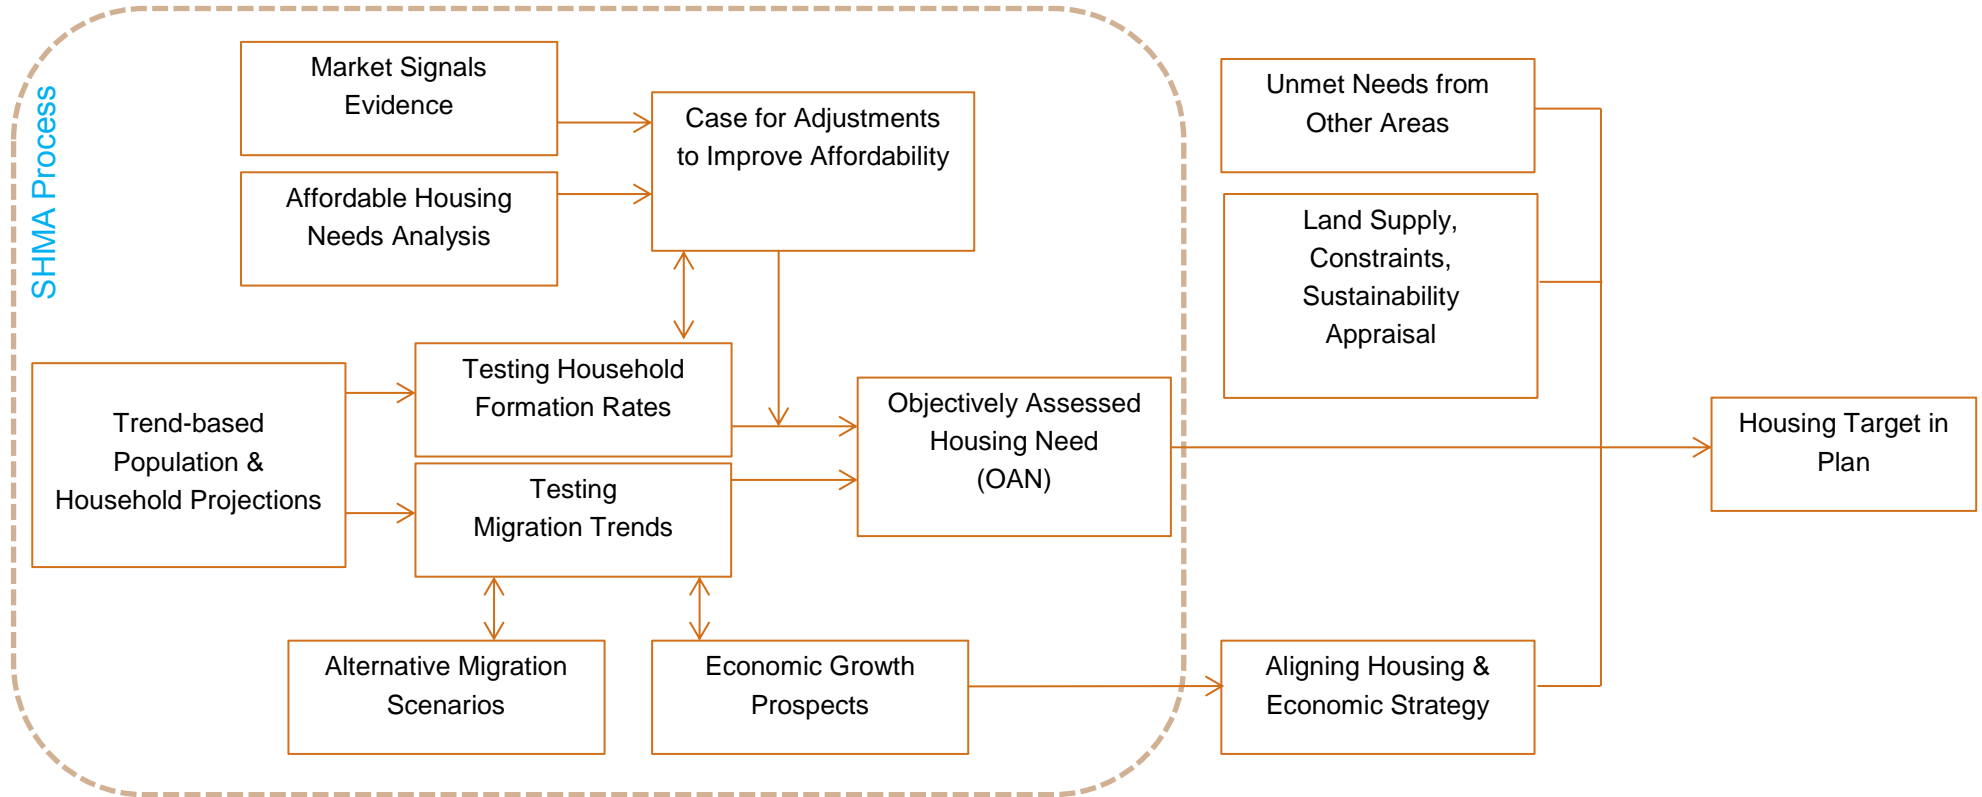 SHMA Process
Market Signals
Evidence
Affordable Housing
Needs Analysis
Case for Adjustments
to Improve Affordability
Trend-based
Population &
Household Projections
Testing Household
Formation Rates
Testing
Migration Trends
Alternative Migration
Scenarios
Economic Growth
Prospects
Objectively Assessed
Housing Need
(OAN)
Unmet Needs from
Other Areas
Land Supply,
Constraints,
Sustainability
Appraisal
Aligning Housing &
Economic Strategy
Housing Target in
Plan